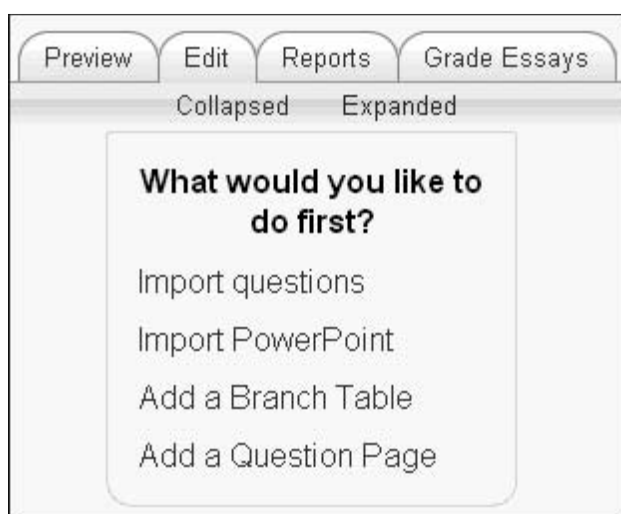 Preview Edit Reports Grade Essays
Collapsed Expanded
What would you like to
do first?
Import questions
Import PowerPoint
Add a Branch Table
Add a Question Page